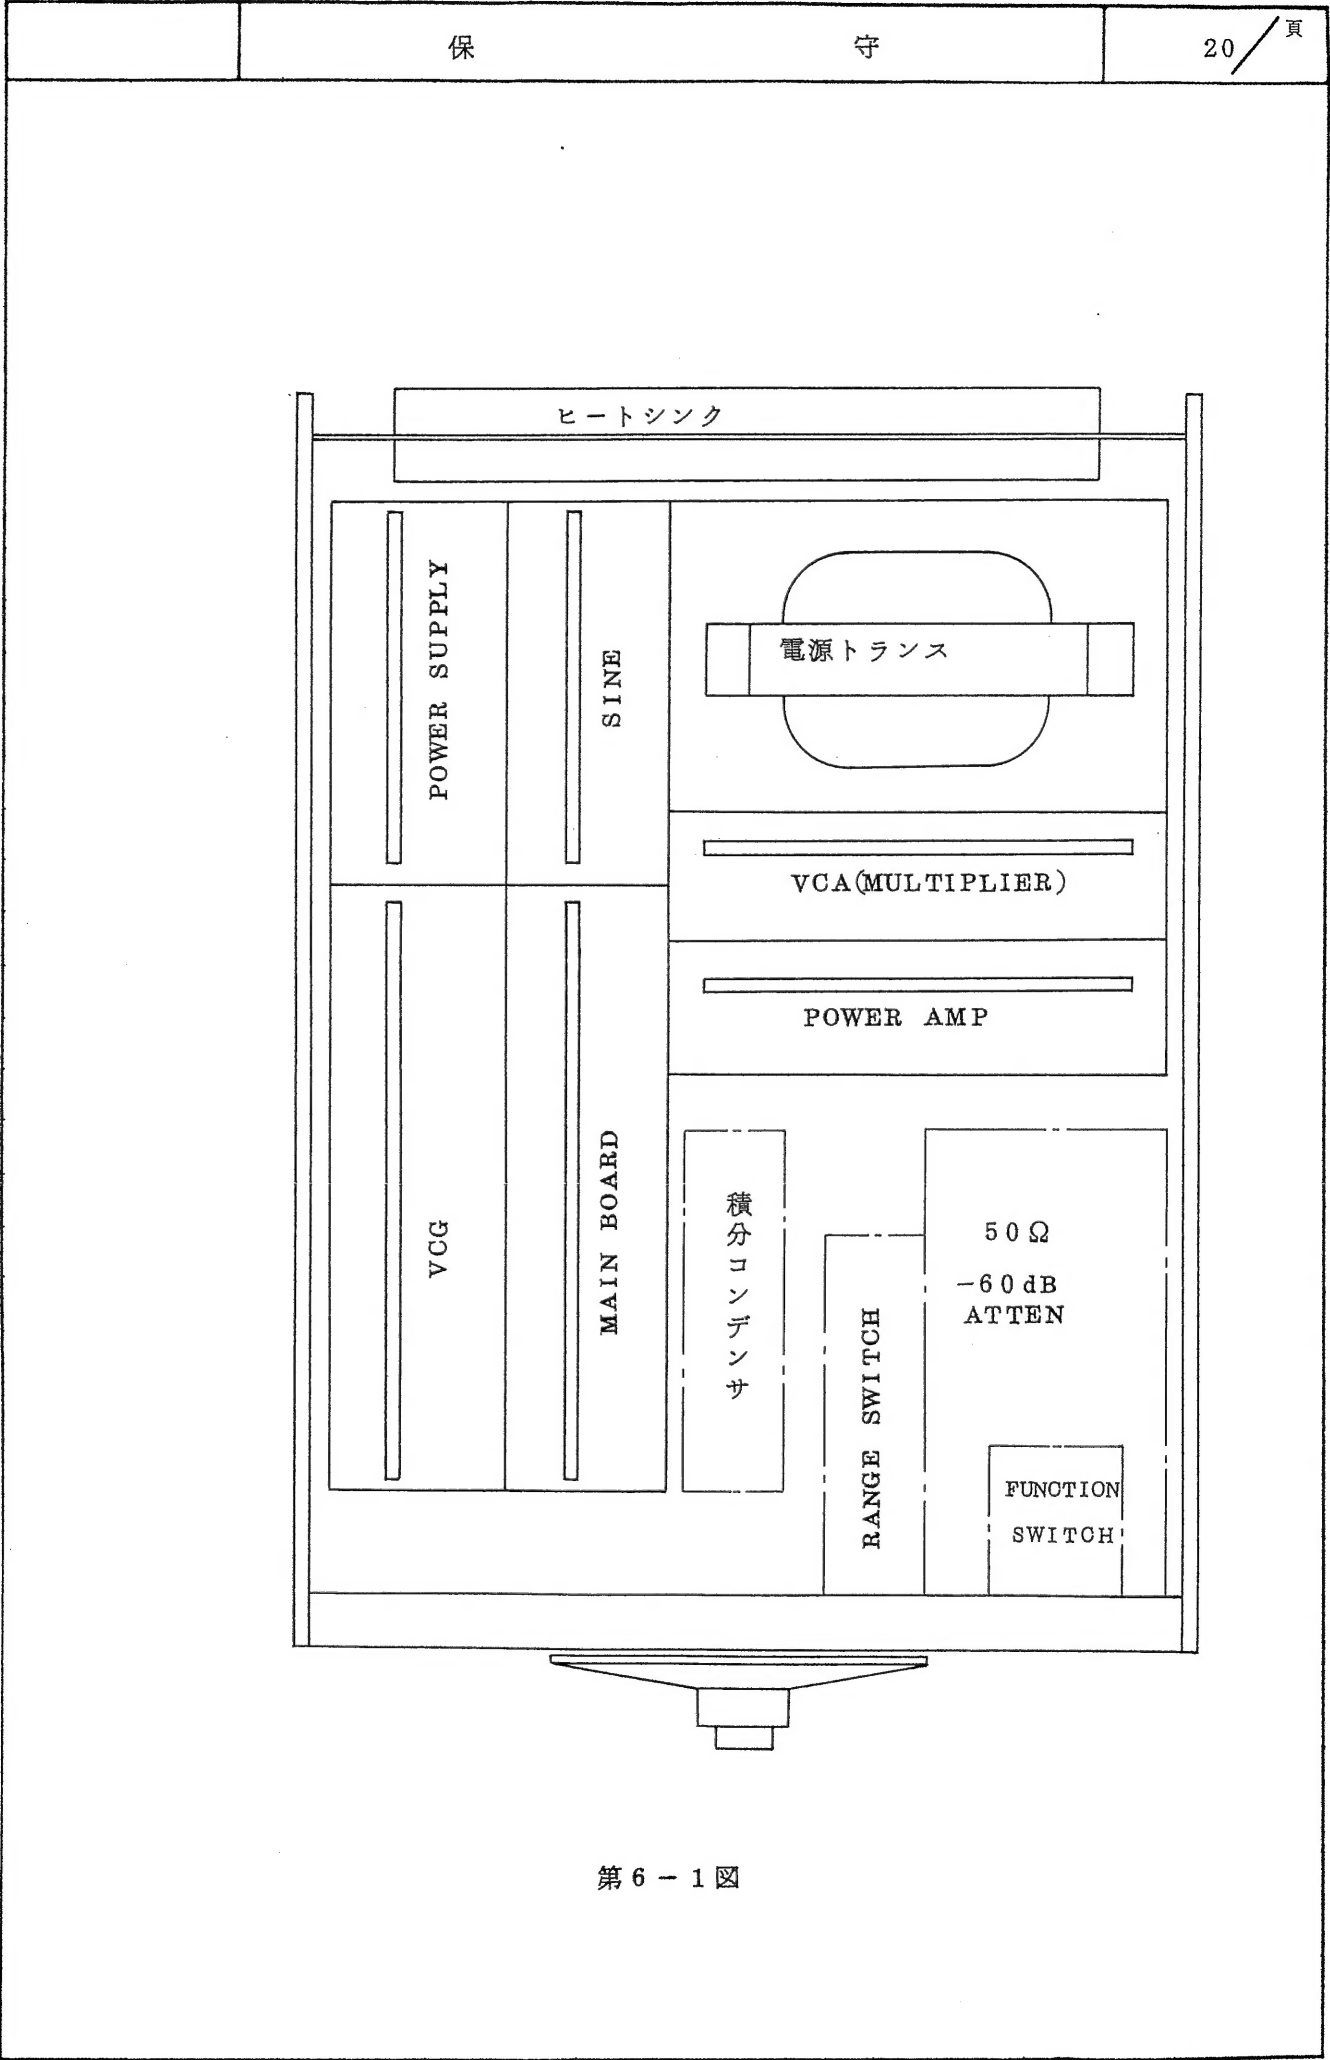 保 守
20/頁
ヒートシンク
POWER SUPPLY
SINE
電源トランス
VCA(MULTIPLIER)
POWER AMP
VCG
MAIN BOARD
積分コンデンサ
RANGE SWITCH
50Ω
-60dB
ATTEN
FUNCTION
SWITCH
第6-1図